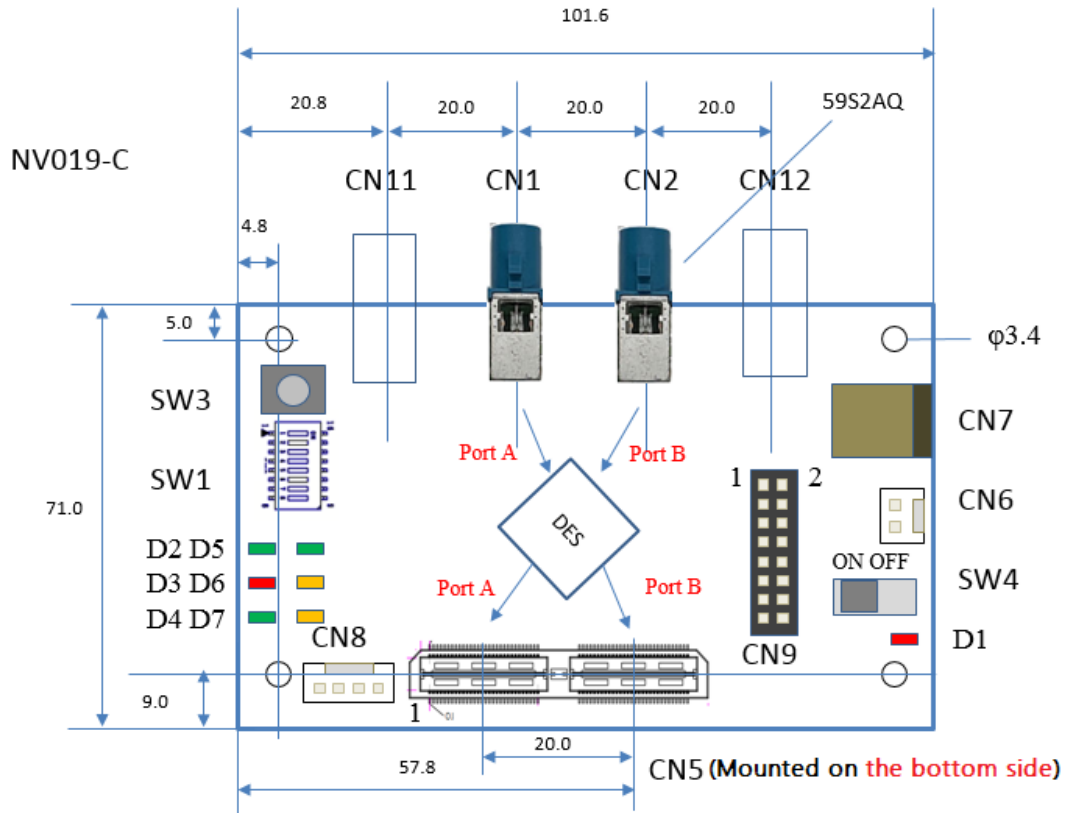 101.6
20.8
20.0
20.0
20.0
59S2AQ
NV019-C
CN11
CN1
CN2
CN12
4.8
5.0
φ3.4
SW3
CN7
Port A
Port B
SW1
1
2
CN6
71.0
DES
D2 D5
ON OFF
D3 D6
Port A
Port B
SW4
D4 D7
CN8
D1
CN9
9.0
1
20.0
57.8
CN5 (Mounted on the bottom side)